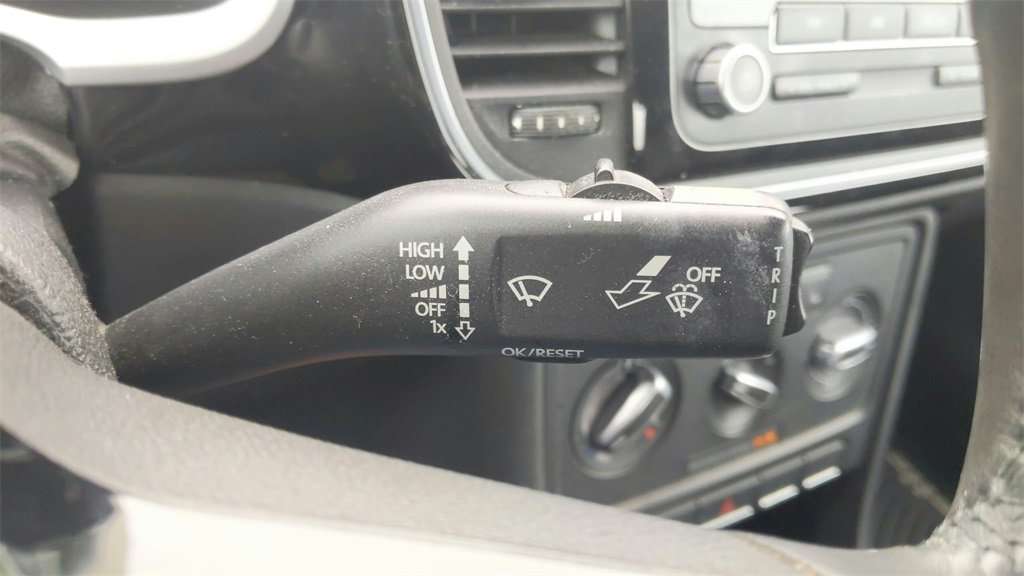 HIGH
LOW
OFF
1x
OFF
TRIP
OK/RESET